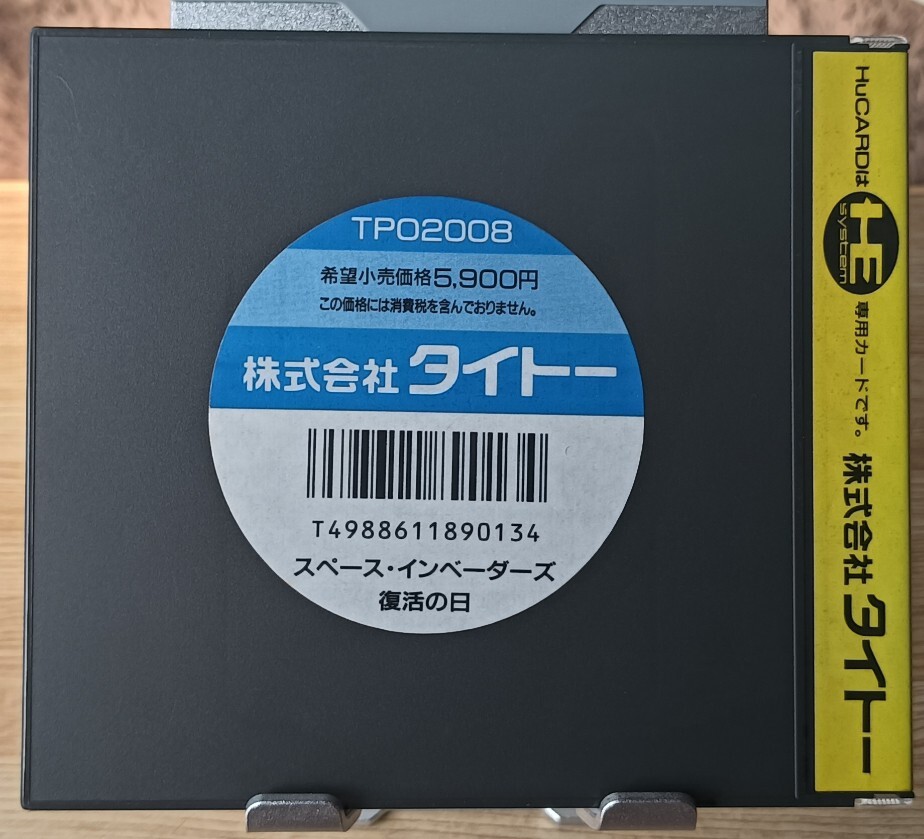 TP02008
希望小売価格5,900円
この価格には消費税を含んでおりません。
株式会社タイトー
T4988611890134
スペース・インベーダーズ
復活の日
HuCARDは HE system 専用カードです。 株式会社タイトー